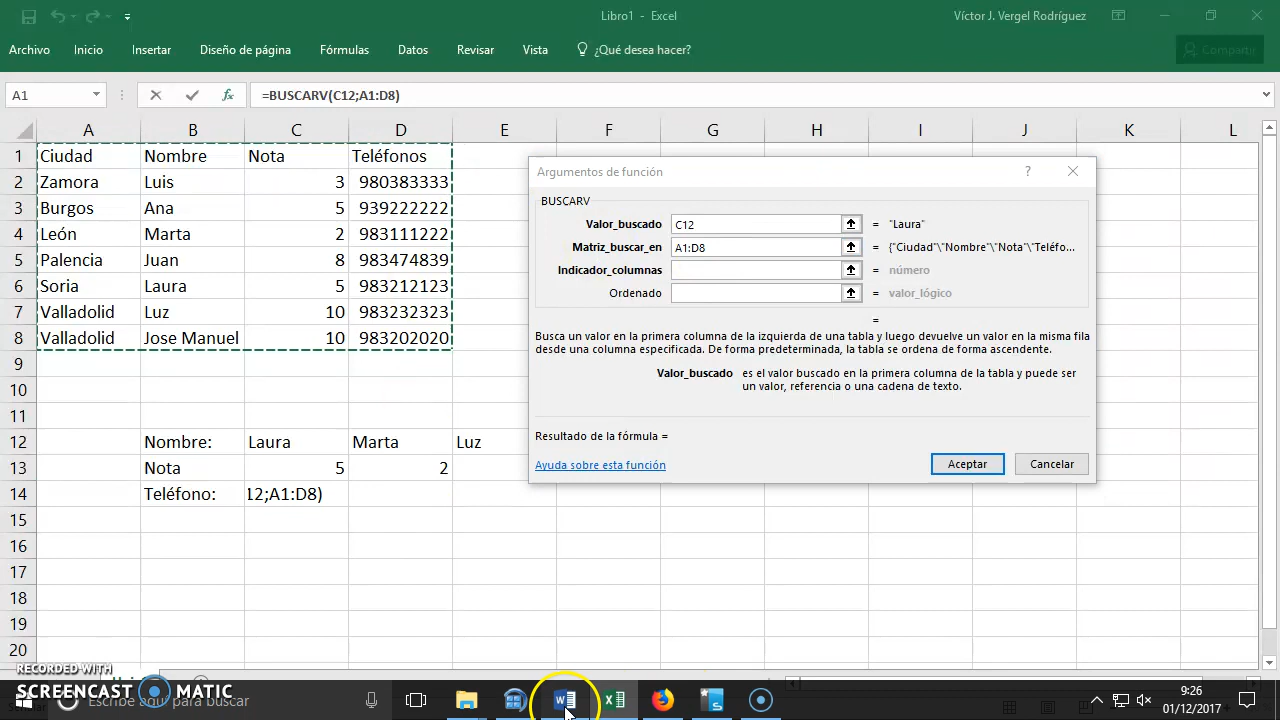 Libro1 - Excel
Víctor J. Vergel Rodríguez
Archivo Inicio Insertar Diseño de página Fórmulas Datos Revisar Vista ¿Qué desea hacer? Compartir
A1 fx =BUSCARV(C12;A1:D8)
A B C D E F G H I J K L
1 Ciudad Nombre Nota Teléfonos
2 Zamora Luis 3 980383333
3 Burgos Ana 5 939222222
4 León Marta 2 983111222
5 Palencia Juan 8 983474839
6 Soria Laura 5 983212123
7 Valladolid Luz 10 983232323
8 Valladolid Jose Manuel 10 983202020
9
10
11
12 Nombre: Laura Marta Luz
13 Nota 5 2
14 Teléfono: 12;A1:D8)
15
16
17
18
19
20
Argumentos de función ?
BUSCARV
Valor_buscado C12 = "Laura"
Matriz_buscar_en A1:D8 = {"Ciudad"\"Nombre"\"Nota"\"Teléfo...
Indicador_columnas = número
Ordenado = valor_lógico
=
Busca un valor en la primera columna de la izquierda de una tabla y luego devuelve un valor en la misma fila
desde una columna especificada. De forma predeterminada, la tabla se ordena de forma ascendente.
Valor_buscado es el valor buscado en la primera columna de la tabla y puede ser
un valor, referencia o una cadena de texto.
Resultado de la fórmula =
Ayuda sobre esta función
Aceptar Cancelar
RECORDED WITH
SCREENCAST MATIC
Escribe aquí para buscar
9:26
01/12/2017